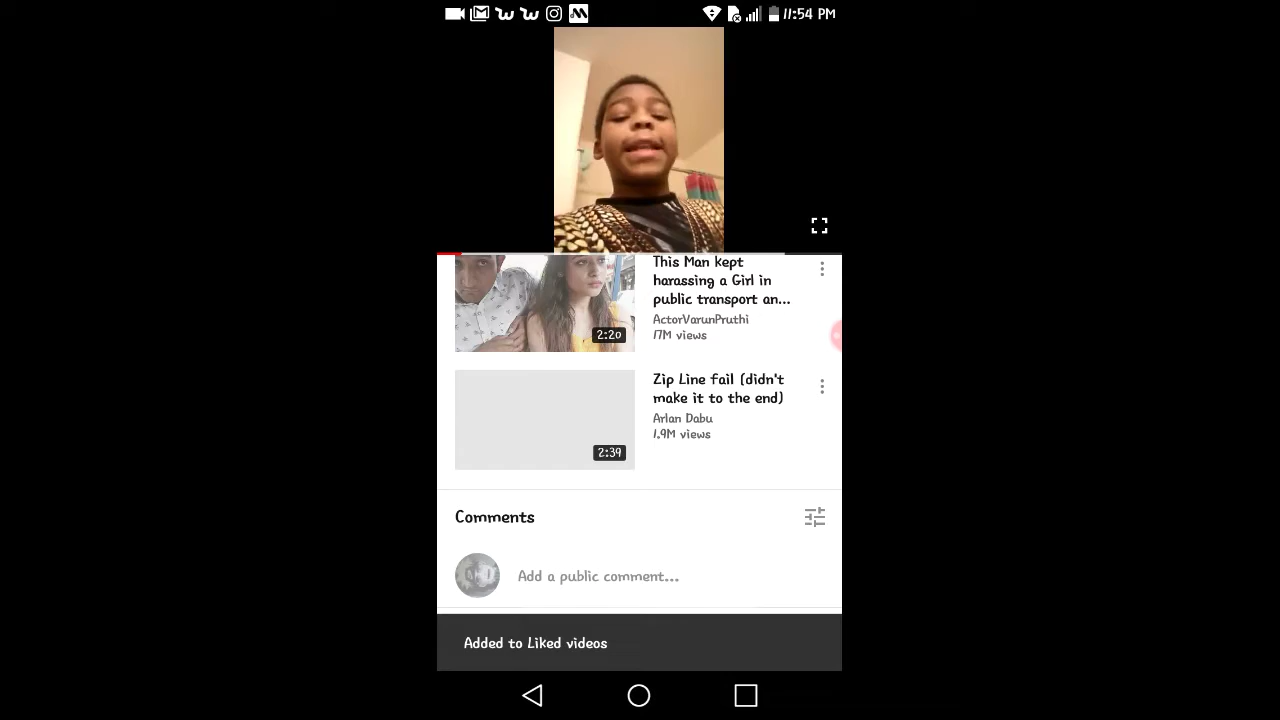 11:54 PM
This Man kept
harassing a Girl in
public transport an...
ActorVarunPruthi
17M views
2:20
Zip Line fail (didn't
make it to the end)
Arlan Dabu
1.9M views
2:39
Comments
Add a public comment...
Added to Liked videos